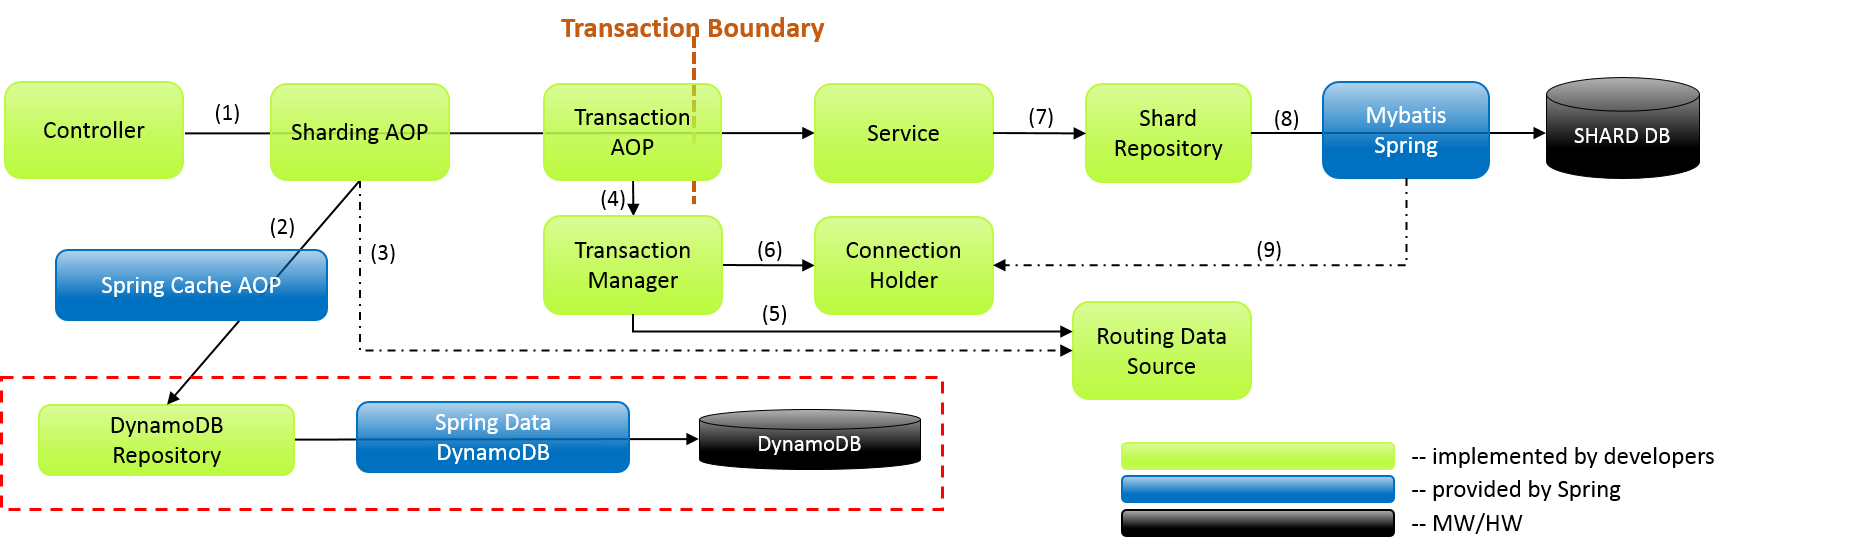 Transaction Boundary
Controller
(1)
Sharding AOP
Transaction
AOP
Service
(7)
Shard
Repository
(8)
Mybatis
Spring
SHARD DB
(2)
(3)
(4)
Spring Cache AOP
Transaction
Manager
(6)
Connection
Holder
(9)
(5)
Routing Data
Source
DynamoDB
Repository
Spring Data
DynamoDB
DynamoDB
-- implemented by developers
-- provided by Spring
-- MW/HW